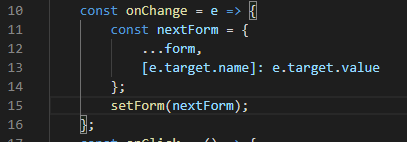 10 const onChange = e => {
11 const nextForm = {
12 ...form,
13 [e.target.name]: e.target.value
14 };
15 setForm(nextForm);
16 };
17 const onClick = () => {